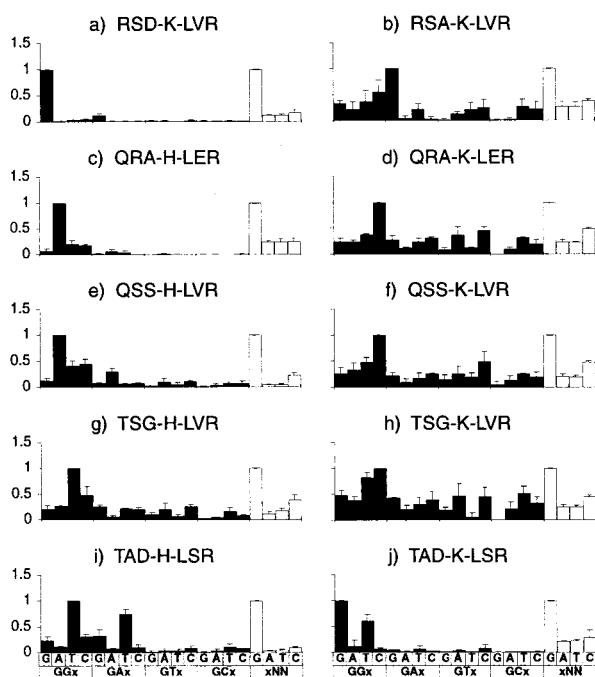 a) RSD-K-LVR
b) RSA-K-LVR
1.5
1
0.5
0
c) QRA-H-LER
d) QRA-K-LER
1.5
1
0.5
0
e) QSS-H-LVR
f) QSS-K-LVR
1.5
1
0.5
0
g) TSG-H-LVR
h) TSG-K-LVR
1.5
1
0.5
0
i) TAD-H-LSR
j) TAD-K-LSR
1.5
1
0.5
0
G A T C G A T C G A T C G A T C G A T C
G A T C G A T C G A T C G A T C G A T C
GGx GAx GTx GCx xNN
GGx GAx GTx GCx xNN